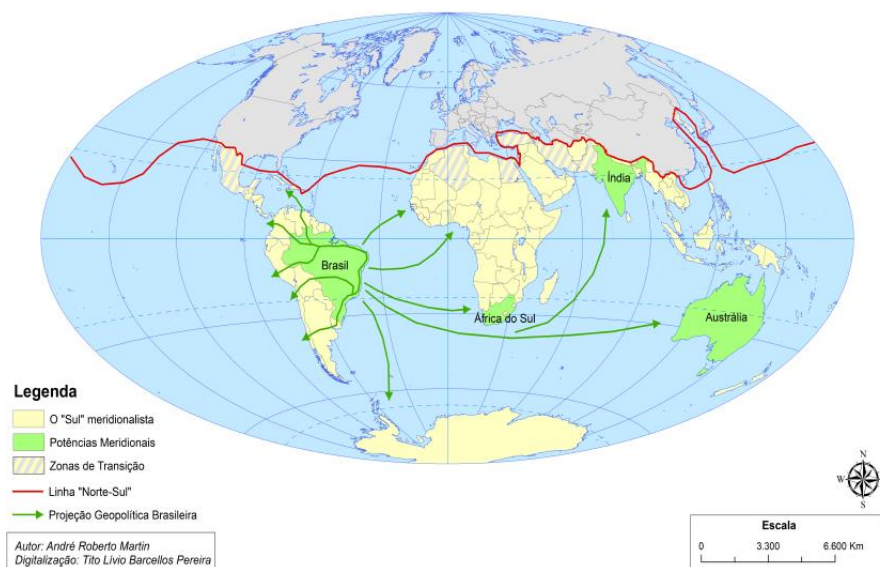 Índia
Brasil
África do Sul
Austrália
Legenda
O "Sul" meridionalista
Potências Meridionais
Zonas de Transição
Linha "Norte-Sul"
Projeção Geopolítica Brasileira
Autor: André Roberto Martin
Digitalização: Tito Lívio Barcellos Pereira
N
W E
S
Escala
0 3.300 6.600 Km